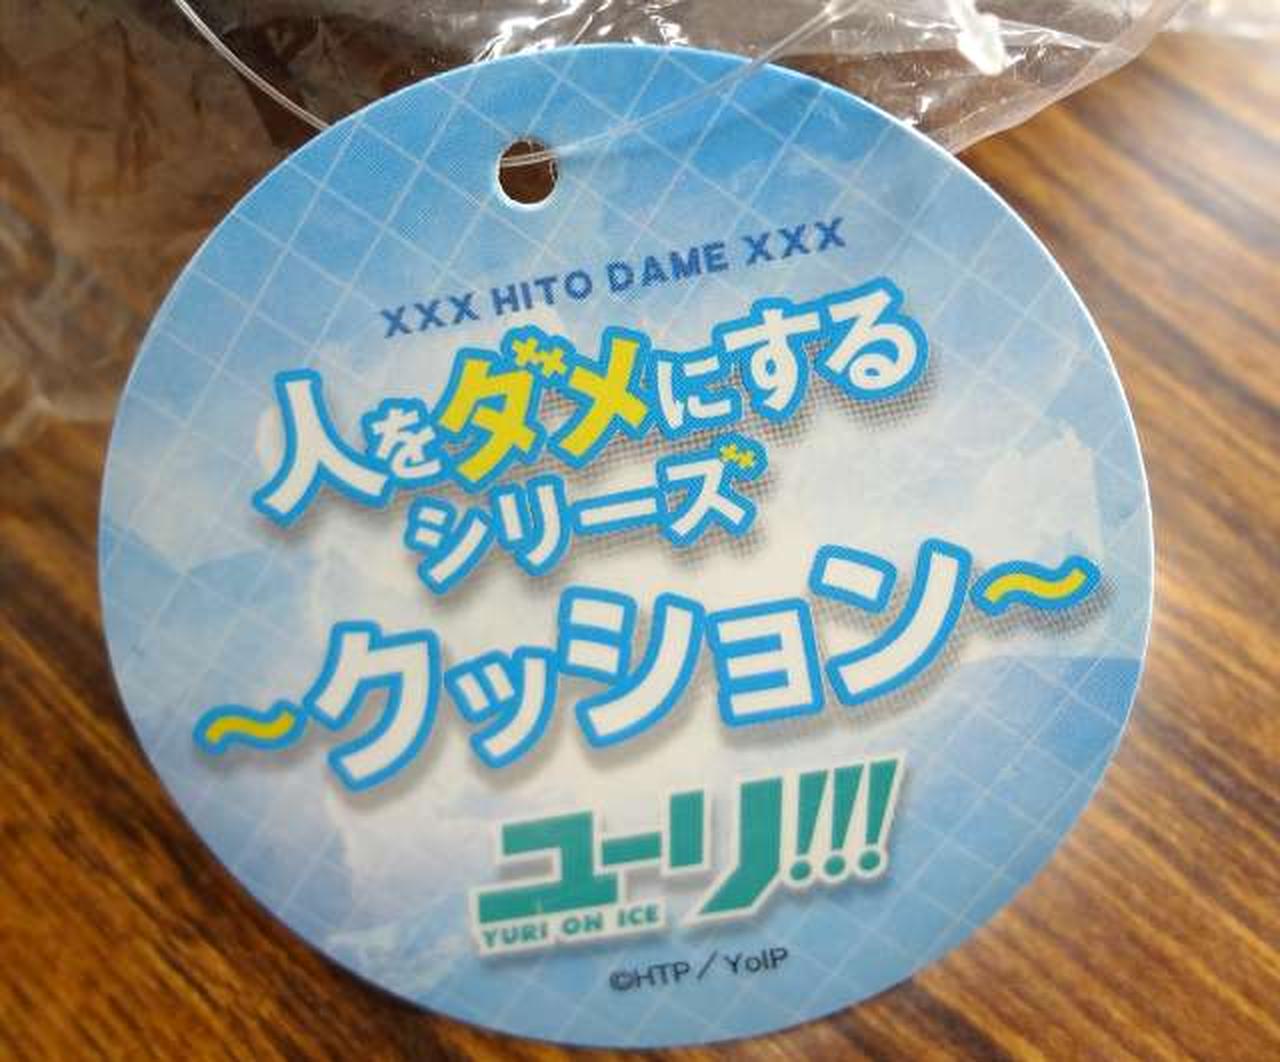 XXX HITO DAME XXX
人をダメにする
シリーズ
～クッション～
ユーリ!!!
YURI ON ICE
©HTP／YoIP